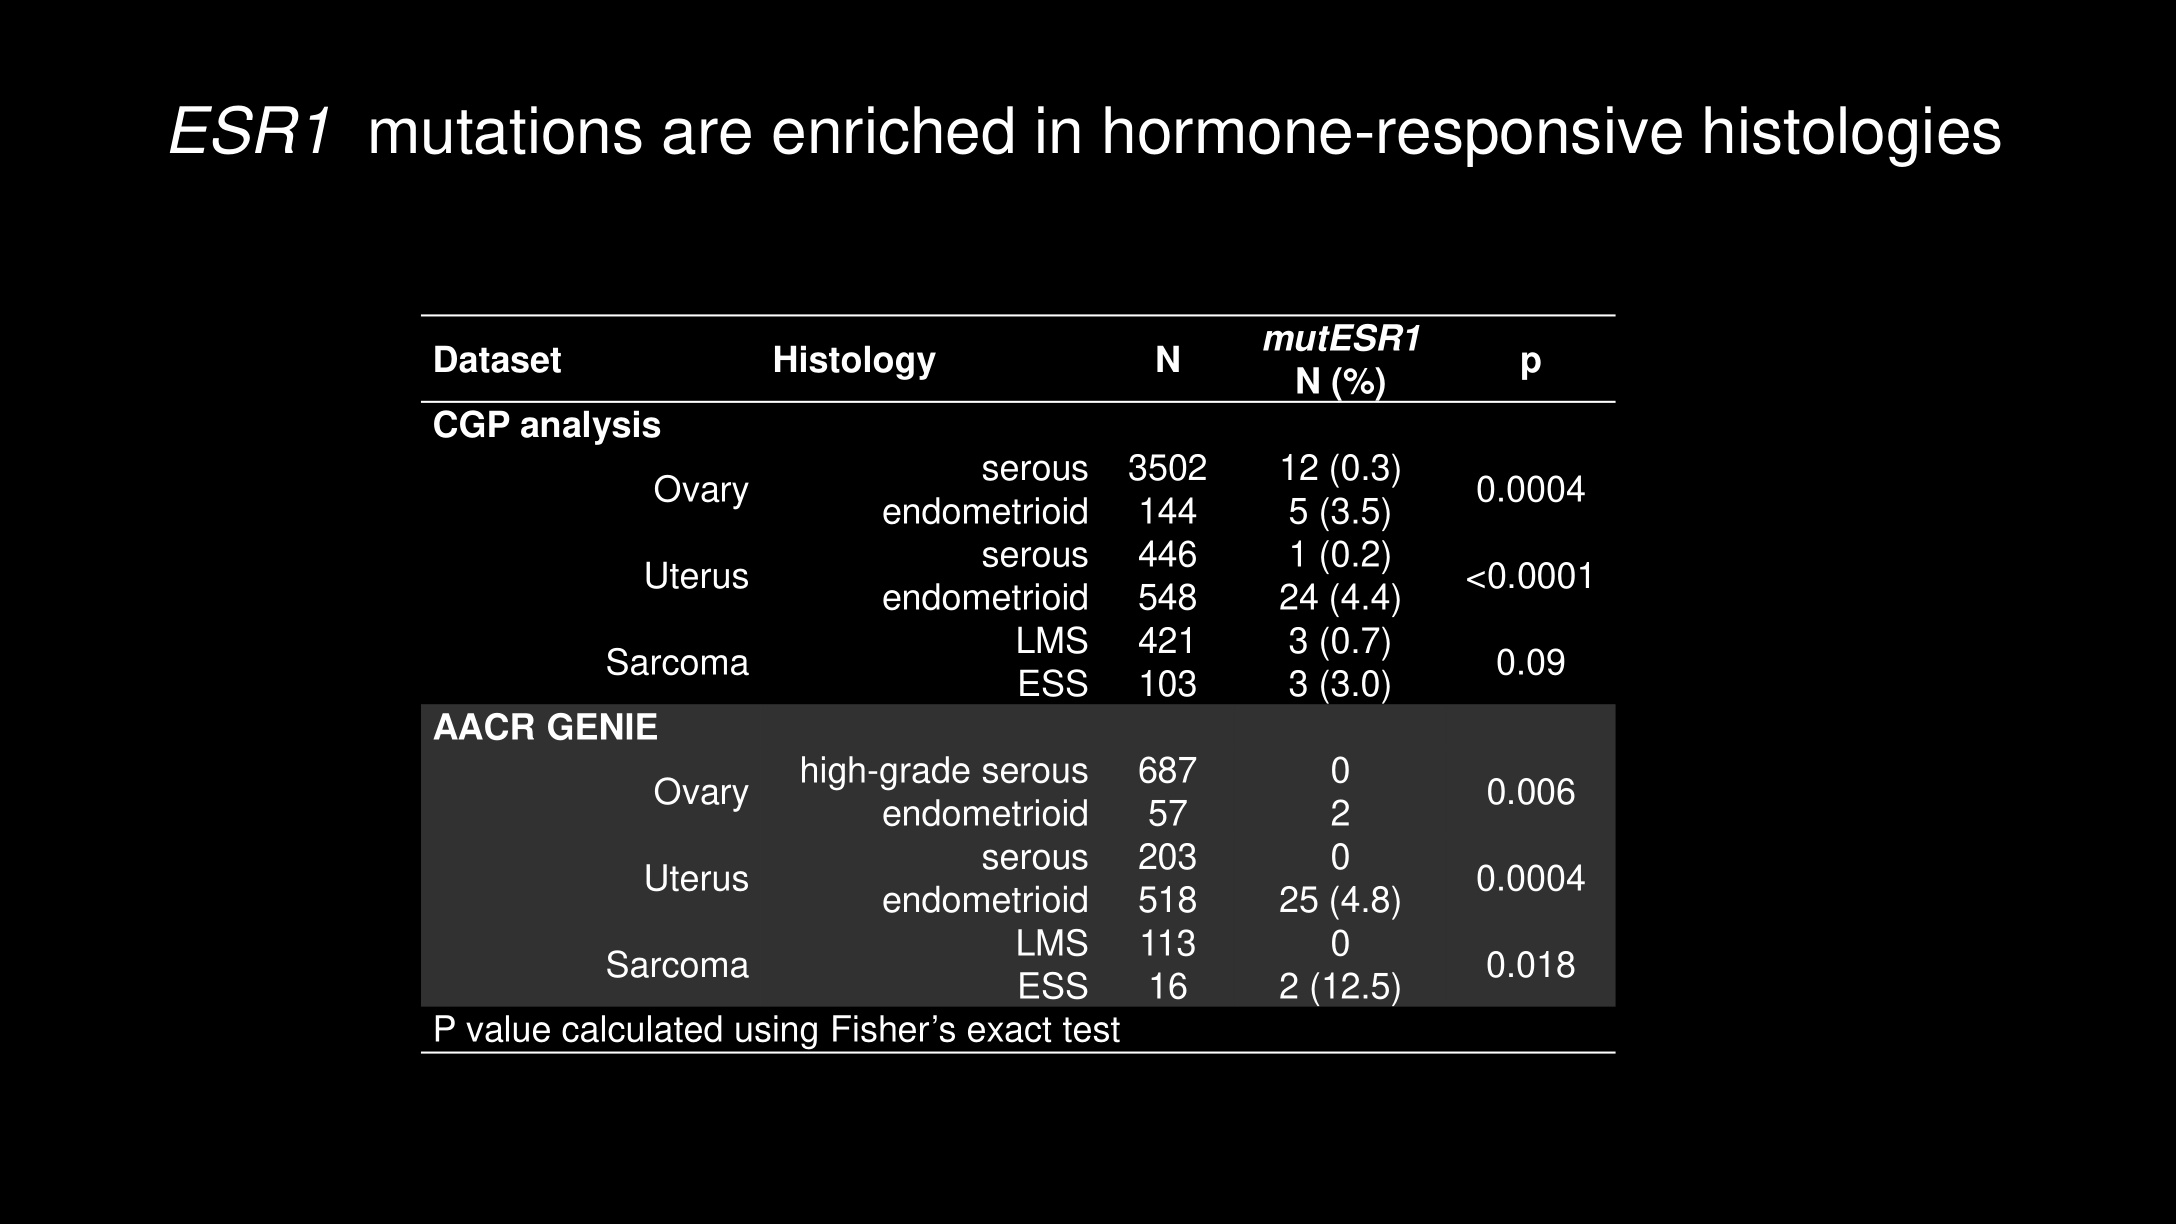 ESR1 mutations are enriched in hormone-responsive histologies
Dataset Histology N mutESR1 N (%) p
CGP analysis
Ovary serous 3502 12 (0.3) 0.0004
endometrioid 144 5 (3.5)
Uterus serous 446 1 (0.2) <0.0001
endometrioid 548 24 (4.4)
Sarcoma LMS 421 3 (0.7) 0.09
ESS 103 3 (3.0)
AACR GENIE
Ovary high-grade serous 687 0 0.006
endometrioid 57 2
Uterus serous 203 0 0.0004
endometrioid 518 25 (4.8)
Sarcoma LMS 113 0 0.018
ESS 16 2 (12.5)
P value calculated using Fisher’s exact test